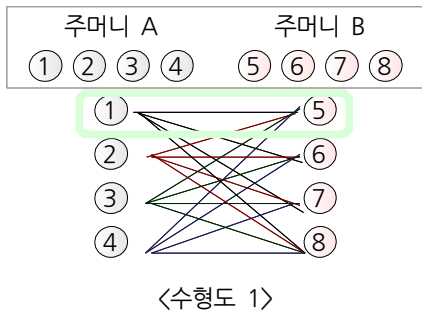 주머니 A 주머니 B
① ② ③ ④ ⑤ ⑥ ⑦ ⑧
① ⑤
② ⑥
③ ⑦
④ ⑧
<수형도 1>